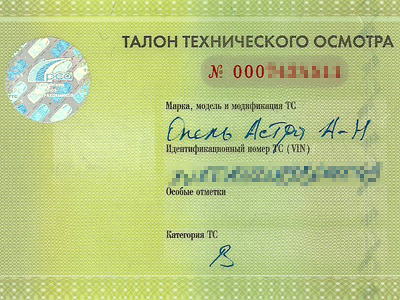 ТАЛОН ТЕХНИЧЕСКОГО ОСМОТРА
№ 000
Марка, модель и модификация ТС
Опель Астра А-Н
Идентификационный номер ТС (VIN)
Особые отметки
Категория ТС
В